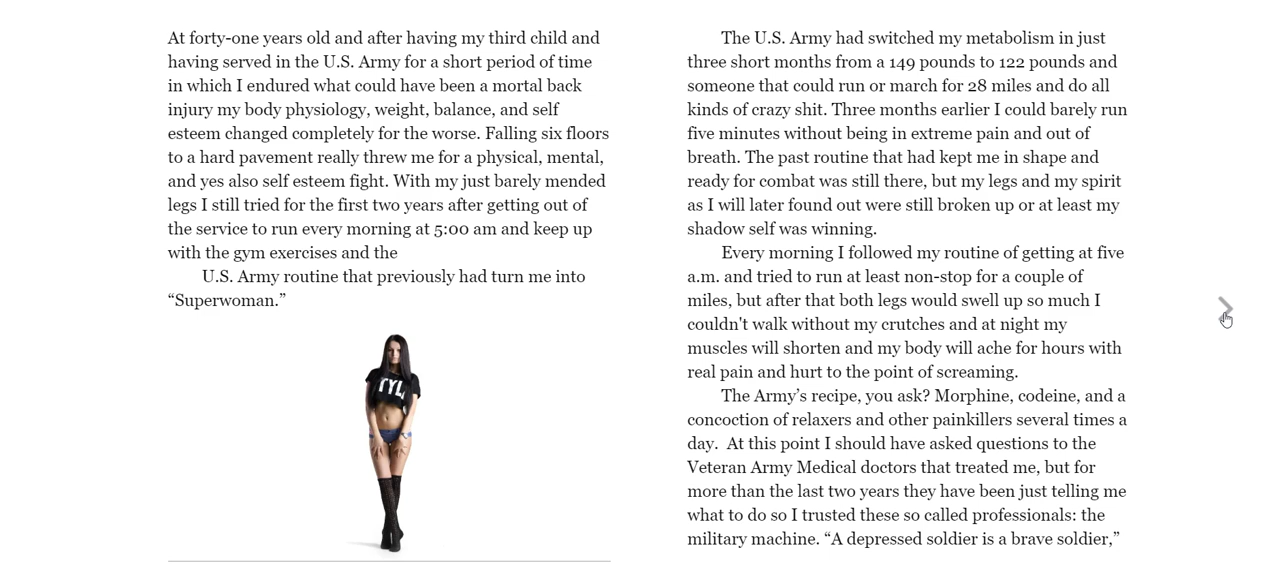 At forty-one years old and after having my third child and
having served in the U.S. Army for a short period of time
in which I endured what could have been a mortal back
injury my body physiology, weight, balance, and self
esteem changed completely for the worse. Falling six floors
to a hard pavement really threw me for a physical, mental,
and yes also self esteem fight. With my just barely mended
legs I still tried for the first two years after getting out of
the service to run every morning at 5:00 am and keep up
with the gym exercises and the
U.S. Army routine that previously had turn me into
“Superwoman.”
TYL
The U.S. Army had switched my metabolism in just
three short months from a 149 pounds to 122 pounds and
someone that could run or march for 28 miles and do all
kinds of crazy shit. Three months earlier I could barely run
five minutes without being in extreme pain and out of
breath. The past routine that had kept me in shape and
ready for combat was still there, but my legs and my spirit
as I will later found out were still broken up or at least my
shadow self was winning.
Every morning I followed my routine of getting at five
a.m. and tried to run at least non-stop for a couple of
miles, but after that both legs would swell up so much I
couldn't walk without my crutches and at night my
muscles will shorten and my body will ache for hours with
real pain and hurt to the point of screaming.
The Army’s recipe, you ask? Morphine, codeine, and a
concoction of relaxers and other painkillers several times a
day.  At this point I should have asked questions to the
Veteran Army Medical doctors that treated me, but for
more than the last two years they have been just telling me
what to do so I trusted these so called professionals: the
military machine. “A depressed soldier is a brave soldier,”